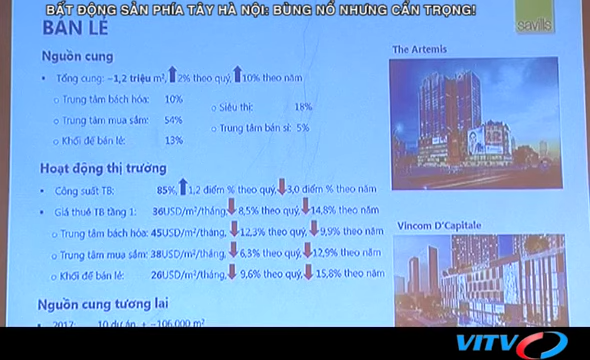 BẤT ĐỘNG SẢN PHÍA TÂY HÀ NỘI: BÙNG NỔ NHƯNG CẨN TRỌNG!
BÁN LẺ
savills
Nguồn cung
• Tổng cung: ~1,2 triệu m², ↑2% theo quý, ↑10% theo năm
o Trung tâm bách hóa: 10%
o Siêu thị: 18%
o Trung tâm mua sắm: 54%
o Trung tâm bán sỉ: 5%
o Khối đế bán lẻ: 13%
Hoạt động thị trường
• Công suất TB: 85%, ↑1,2 điểm % theo quý, ↓3,0 điểm % theo năm
• Giá thuê TB tầng 1: 36USD/m²/tháng, ↓8,5% theo quý, ↓14,8% theo năm
o Trung tâm bách hóa: 45USD/m²/tháng, ↓12,3% theo quý, ↓9,9% theo năm
o Trung tâm mua sắm: 38USD/m²/tháng, ↓6,3% theo quý, ↓12,9% theo năm
o Khối đế bán lẻ: 26USD/m²/tháng, ↓9,6% theo quý, ↓15,8% theo năm
Nguồn cung tương lai
• 2017: 10 dự án, ~106,000 m²
The Artemis
Vincom D'Capitale
VITV